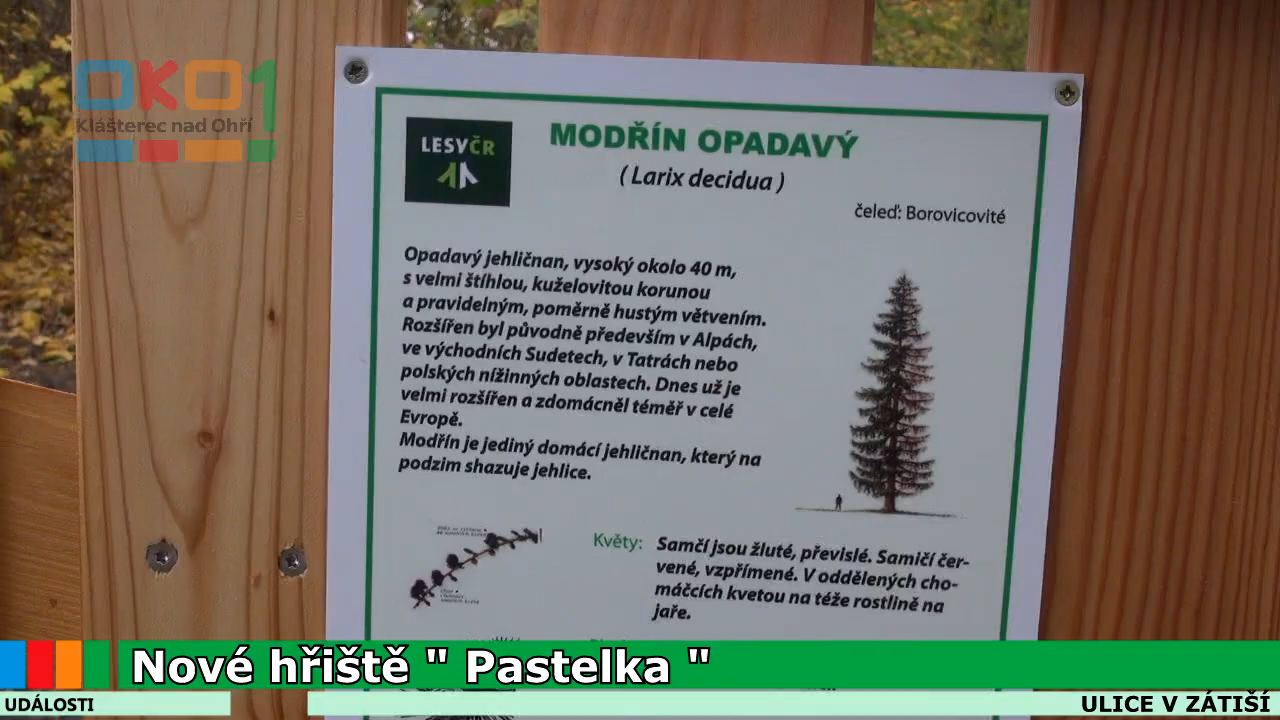 OKO1
Klášterec nad Ohří
LESY ČR
MODŘÍN OPADAVÝ
( Larix decidua )
čeleď: Borovicovité
Opadavý jehličnan, vysoký okolo 40 m,
s velmi štíhlou, kuželovitou korunou
a pravidelným, poměrně hustým větvením.
Rozšířen byl původně především v Alpách,
ve východních Sudetech, v Tatrách nebo
polských nížinných oblastech. Dnes už je
velmi rozšířen a zdomácněl téměř v celé
Evropě.
Modřín je jediný domácí jehličnan, který na
podzim shazuje jehlice.
Květy: Samčí jsou žluté, převislé. Samičí čer-
vené, vzpřímené. V oddělených cho-
máčcích kvetou na téže rostlině na
jaře.
Nové hřiště " Pastelka "
UDÁLOSTI
ULICE V ZÁTIŠÍ